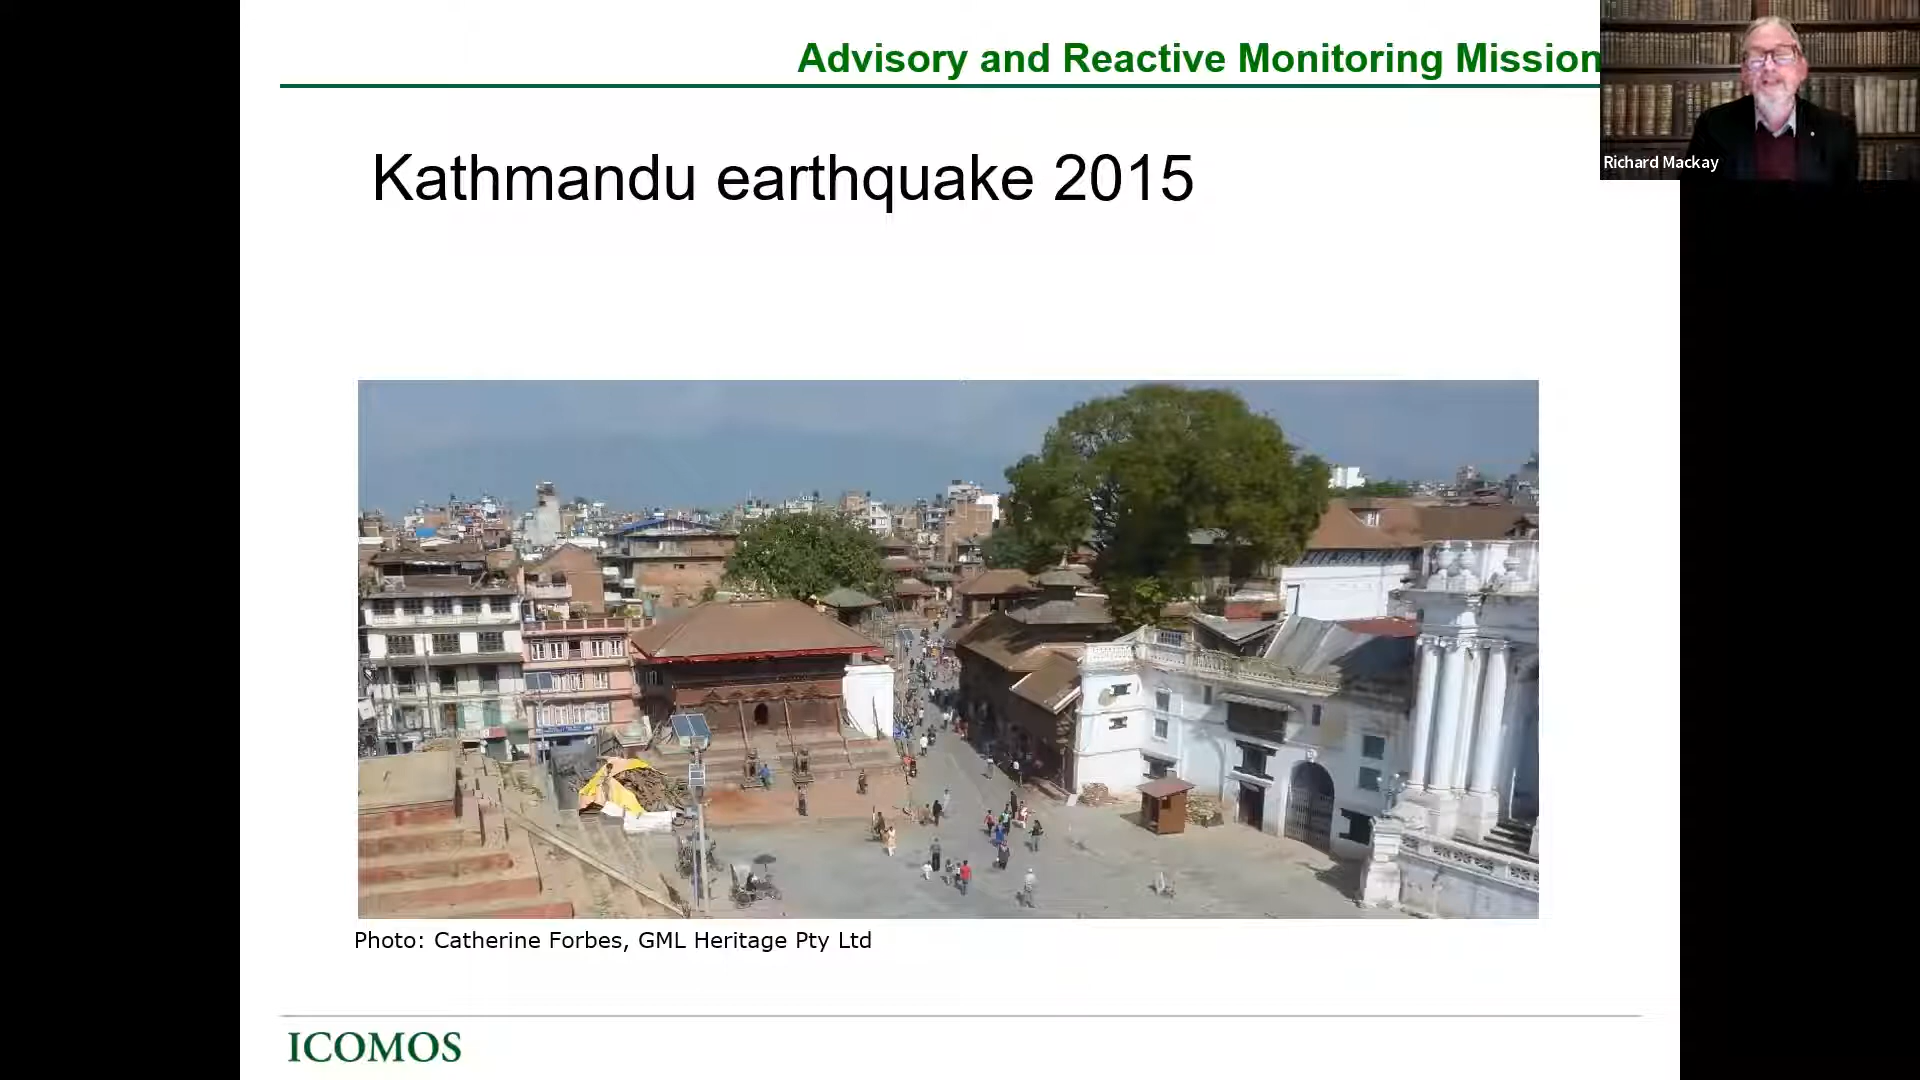 Advisory and Reactive Monitoring Mission
Richard Mackay
Kathmandu earthquake 2015
Photo: Catherine Forbes, GML Heritage Pty Ltd
ICOMOS